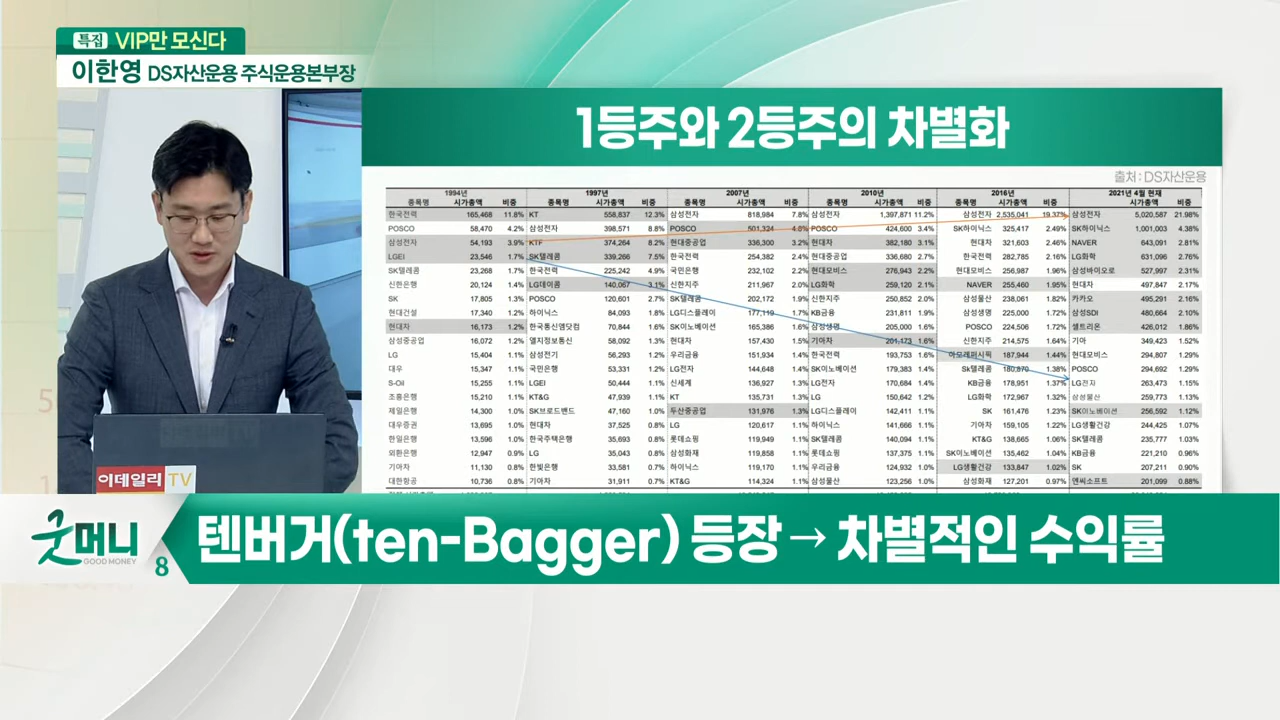 특집 VIP만 모신다
이한영 DS자산운용 주식운용본부장
1등주와 2등주의 차별화
출처 : DS자산운용
1994년 1997년 2007년 2010년 2016년 2021년 4월 현재
종목명 시가총액 비중 종목명 시가총액 비중 종목명 시가총액 비중 종목명 시가총액 비중 종목명 시가총액 비중 시가총액 비중
한국전력 165,468 11.8% KT 558,837 12.3% 삼성전자 818,984 7.8% 삼성전자 1,397,871 11.2% 삼성전자 2,535,041 19.37% 삼성전자 5,020,587 21.98%
POSCO 58,470 4.2% 삼성전자 398,571 8.8% POSCO 501,324 4.8% POSCO 424,600 3.4% SK하이닉스 325,417 2.49% SK하이닉스 1,001,003 4.38%
삼성전자 54,193 3.9% KTF 374,264 8.2% 현대중공업 336,300 3.2% 현대차 382,180 3.1% 현대차 321,603 2.46% NAVER 643,091 2.81%
LGEI 23,546 1.7% SK텔레콤 339,266 7.5% 한국전력 254,382 2.4% 현대중공업 336,680 2.7% 한국전력 282,785 2.16% LG화학 631,096 2.76%
SK텔레콤 23,268 1.7% 한국전력 225,242 4.9% 국민은행 232,102 2.2% 현대모비스 276,943 2.2% 현대모비스 256,987 1.96% 삼성바이오로 527,997 2.31%
신한은행 20,124 1.4% LG데이콤 140,067 3.1% 신한지주 211,967 2.0% LG화학 259,120 2.1% NAVER 255,460 1.95% 현대차 497,847 2.17%
SK 17,805 1.3% POSCO 120,601 2.7% SK텔레콤 202,172 1.9% 신한지주 250,852 2.0% 삼성물산 238,061 1.82% 카카오 495,291 2.16%
현대건설 17,340 1.2% 하이닉스 84,093 1.8% LG디스플레이 177,119 1.7% KB금융 231,811 1.9% 삼성생명 225,000 1.72% 삼성SDI 480,664 2.10%
현대차 16,173 1.2% 한국통신엠닷컴 70,844 1.6% SK이노베이션 165,386 1.6% 삼성생명 205,000 1.6% POSCO 224,506 1.72% 셀트리온 426,012 1.86%
삼성중공업 16,072 1.2% 엘지정보통신 58,092 1.3% 현대차 157,430 1.5% 기아차 201,173 1.6% 신한지주 214,575 1.64% 기아 349,423 1.52%
LG 15,404 1.1% 삼성전기 56,293 1.2% 우리금융 151,934 1.4% 한국전력 193,753 1.6% 아모레퍼시픽 187,944 1.44% 현대모비스 294,807 1.29%
대우 15,347 1.1% 국민은행 53,331 1.2% LG전자 144,648 1.4% SK이노베이션 179,383 1.4% Sk텔레콤 180,870 1.38% POSCO 294,692 1.29%
S-Oil 15,255 1.1% LGEI 50,444 1.1% 신세계 136,927 1.3% LG전자 170,684 1.4% KB금융 178,951 1.37% LG전자 263,473 1.15%
조흥은행 15,210 1.1% KT&G 47,939 1.1% KT 135,731 1.3% LG 150,642 1.2% LG화학 172,967 1.32% 삼성물산 259,773 1.13%
제일은행 14,300 1.0% SK브로드밴드 47,160 1.0% 두산중공업 131,976 1.3% LG디스플레이 142,411 1.1% SK 161,476 1.23% SK이노베이션 256,592 1.12%
대우증권 13,695 1.0% 현대차 37,525 0.8% LG 120,617 1.1% 하이닉스 141,666 1.1% 기아차 159,105 1.22% LG생활건강 244,425 1.07%
한일은행 13,596 1.0% 한국주택은행 35,693 0.8% 롯데쇼핑 119,949 1.1% SK텔레콤 140,094 1.1% KT&G 138,665 1.06% SK텔레콤 235,777 1.03%
외환은행 12,947 0.9% LG 35,043 0.8% 삼성화재 119,858 1.1% 롯데쇼핑 137,375 1.1% SK이노베이션 135,462 1.04% KB금융 221,210 0.96%
기아차 11,130 0.8% 한빛은행 33,581 0.7% 하이닉스 119,170 1.1% 우리금융 124,932 1.0% LG생활건강 133,847 1.02% SK 207,211 0.90%
대한항공 10,736 0.8% 기아차 31,911 0.7% KT&G 114,324 1.1% 삼성물산 123,256 1.0% 삼성화재 127,201 0.97% 엔씨소프트 201,099 0.88%
이데일리TV
굿머니 GOOD MONEY 8
텐버거(ten-Bagger) 등장 → 차별적인 수익률